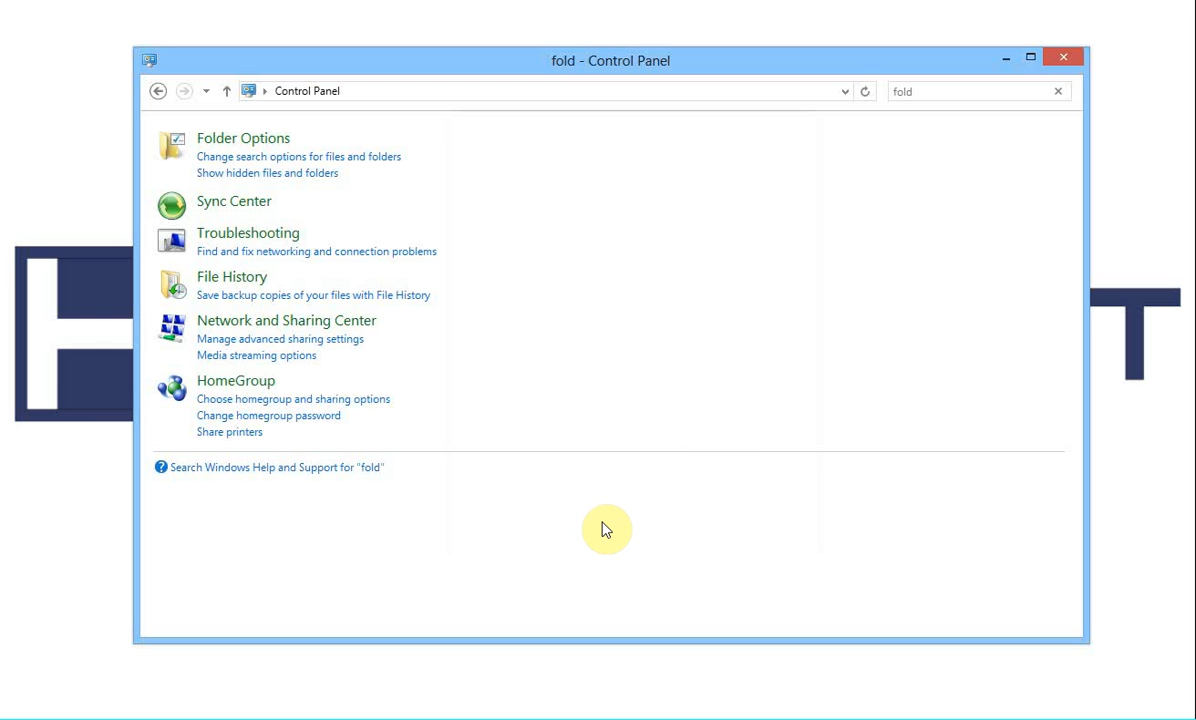 fold - Control Panel
Control Panel
fold
Folder Options
Change search options for files and folders
Show hidden files and folders
Sync Center
Troubleshooting
Find and fix networking and connection problems
File History
Save backup copies of your files with File History
Network and Sharing Center
Manage advanced sharing settings
Media streaming options
HomeGroup
Choose homegroup and sharing options
Change homegroup password
Share printers
Search Windows Help and Support for "fold"
T